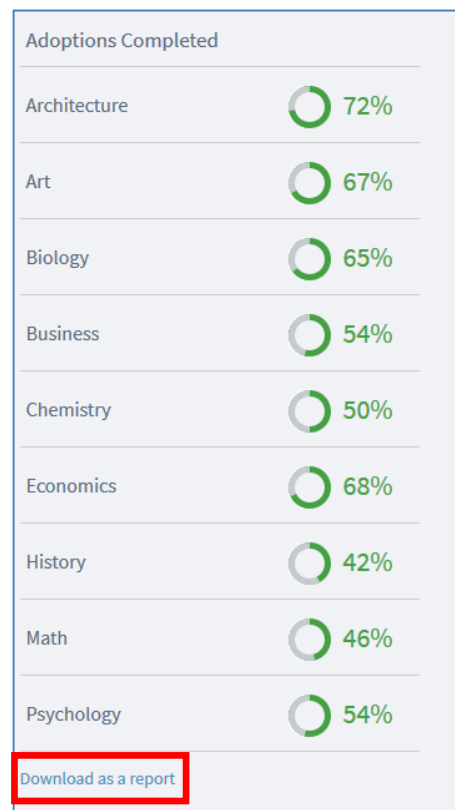 Adoptions Completed
Architecture 72%
Art 67%
Biology 65%
Business 54%
Chemistry 50%
Economics 68%
History 42%
Math 46%
Psychology 54%
Download as a report